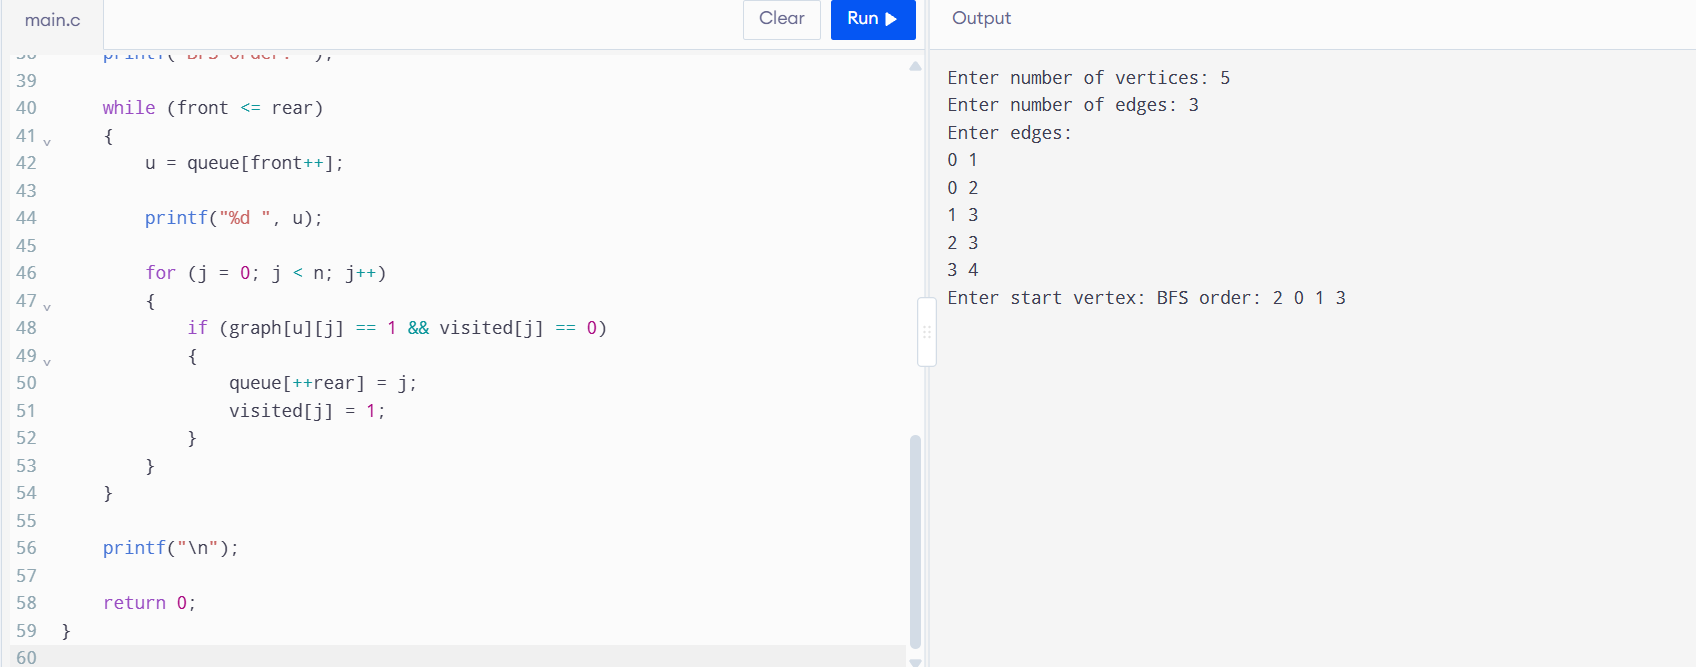 main.c
Clear
Run
Output
38 printf("BFS order: ");
39
40 while (front <= rear)
41 {
42 u = queue[front++];
43
44 printf("%d ", u);
45
46 for (j = 0; j < n; j++)
47 {
48 if (graph[u][j] == 1 && visited[j] == 0)
49 {
50 queue[++rear] = j;
51 visited[j] = 1;
52 }
53 }
54 }
55
56 printf("\n");
57
58 return 0;
59 }
60
Enter number of vertices: 5
Enter number of edges: 3
Enter edges:
0 1
0 2
1 3
2 3
3 4
Enter start vertex: BFS order: 2 0 1 3